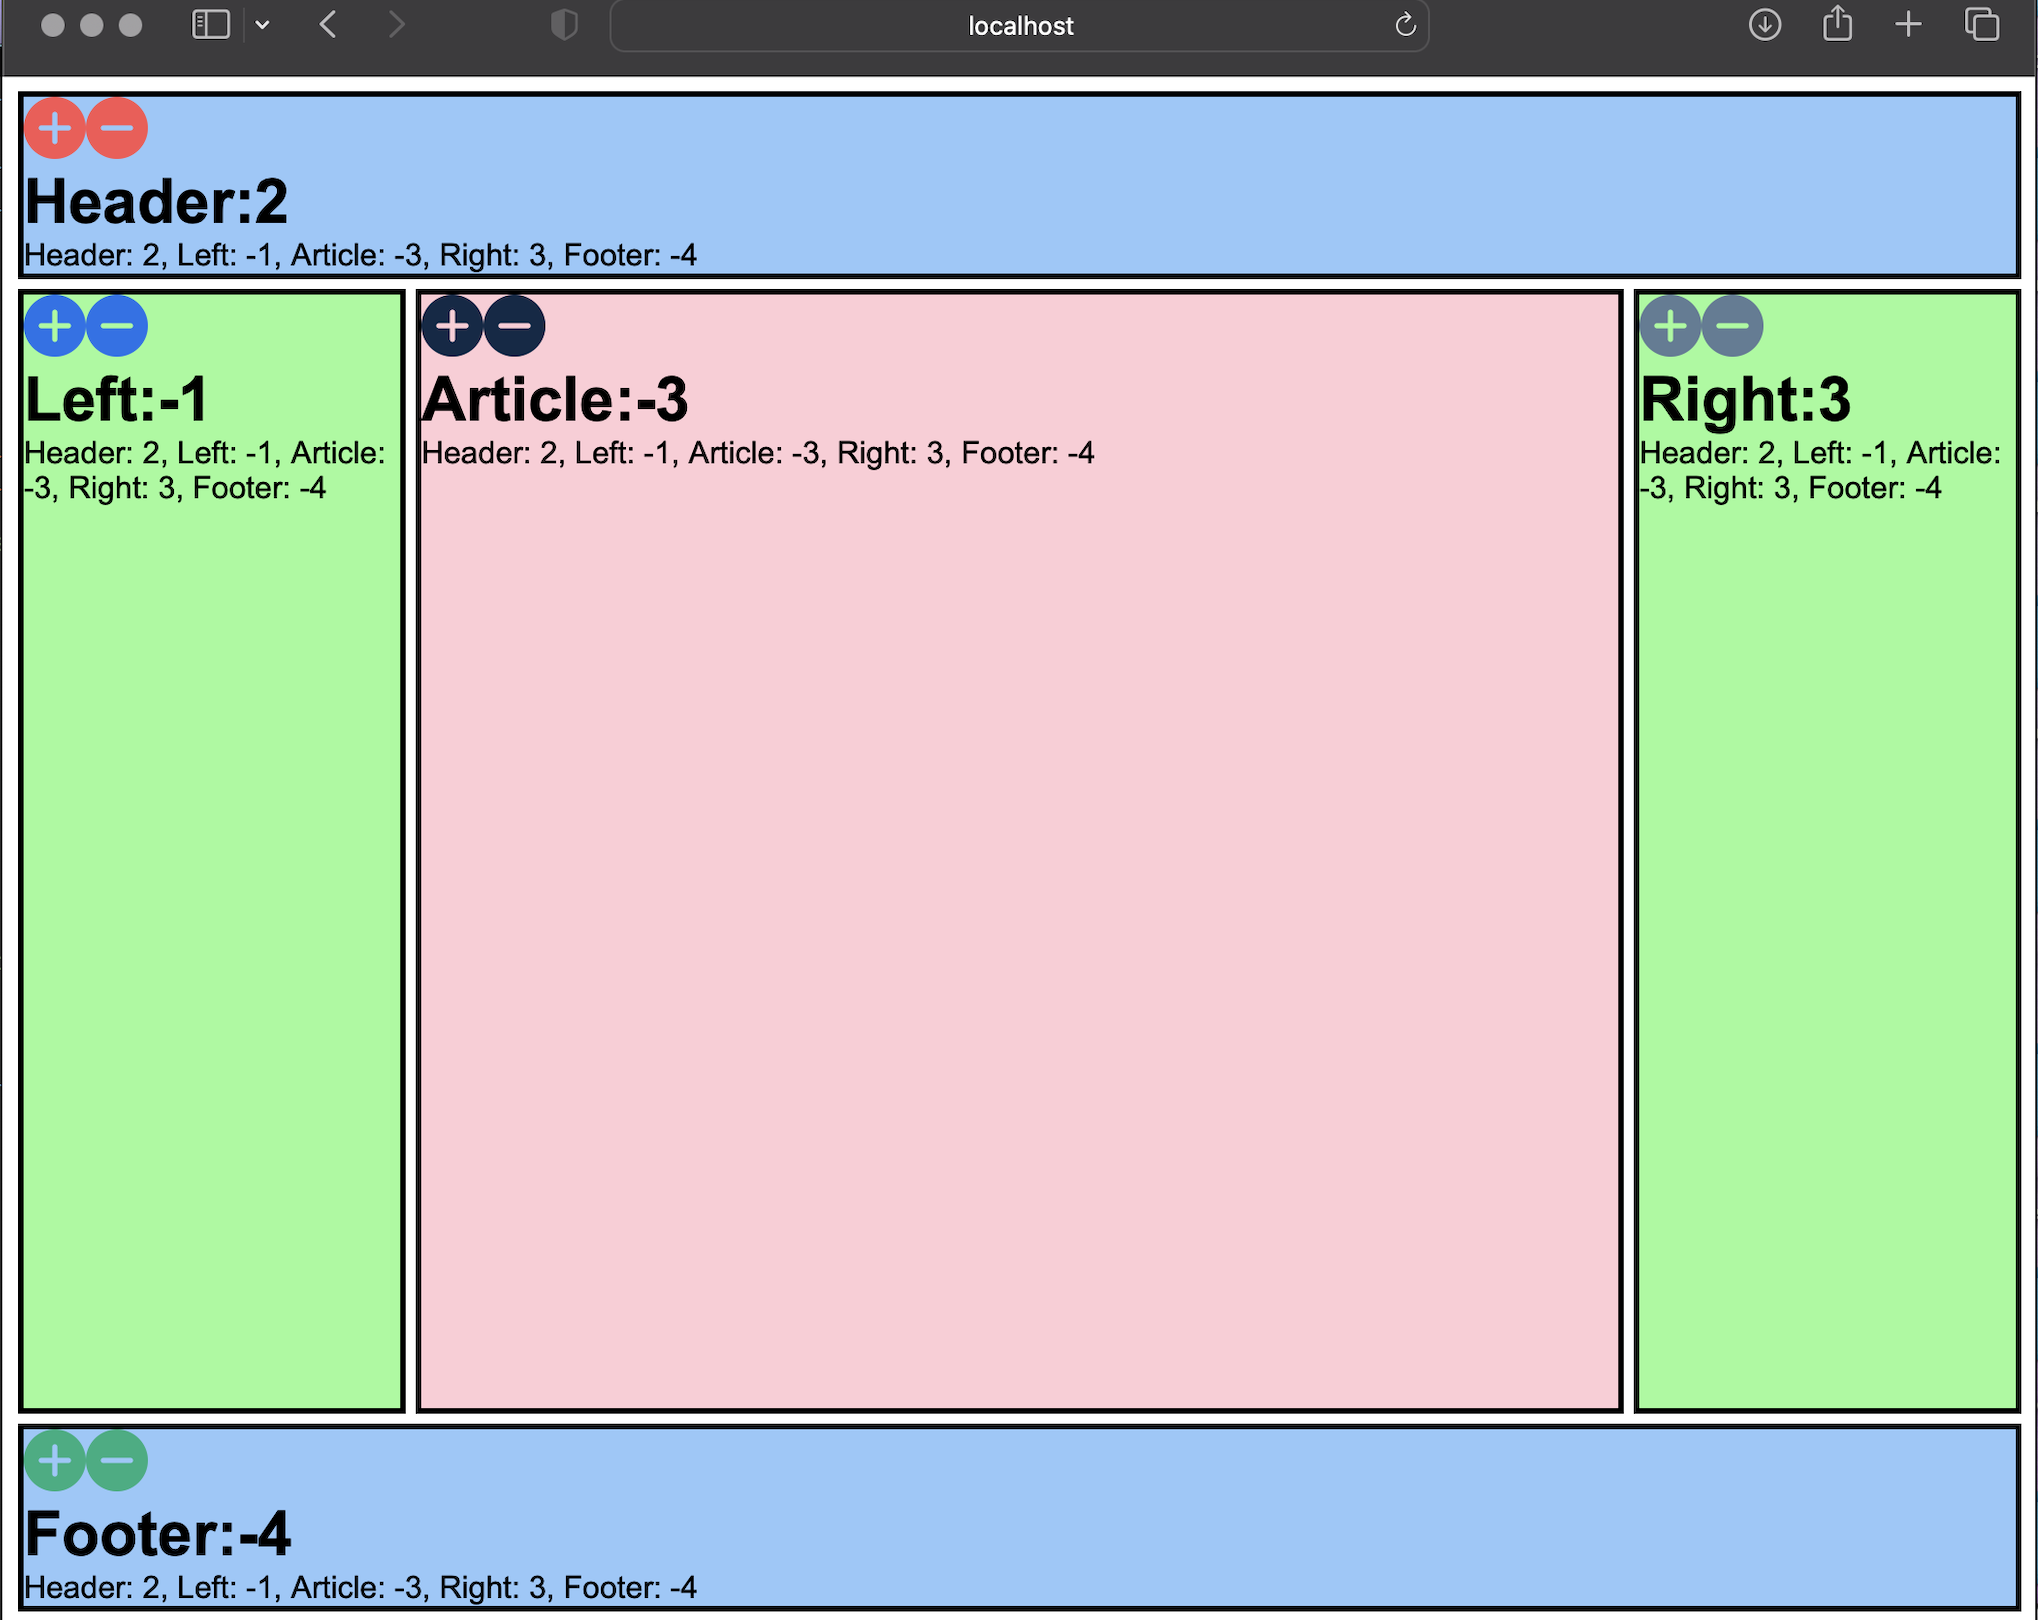 localhost
Header:2
Header: 2, Left: -1, Article: -3, Right: 3, Footer: -4
Left:-1
Header: 2, Left: -1, Article:
-3, Right: 3, Footer: -4
Article:-3
Header: 2, Left: -1, Article: -3, Right: 3, Footer: -4
Right:3
Header: 2, Left: -1, Article:
-3, Right: 3, Footer: -4
Footer:-4
Header: 2, Left: -1, Article: -3, Right: 3, Footer: -4